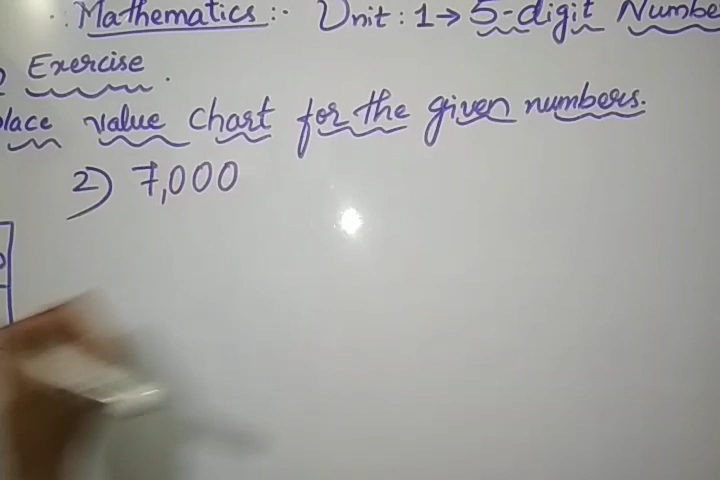 Mathematics :- Unit : 1 → 5-digit
Exercise .
value chart for the given numbers.
2) 7,000